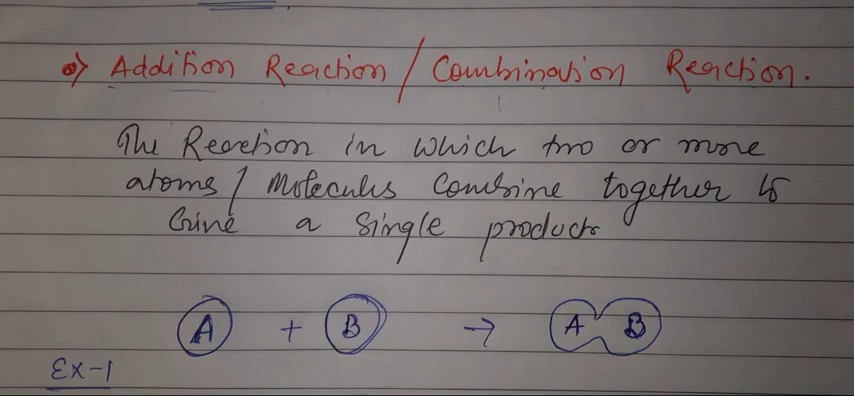 Addition Reaction / Combination Reaction.
The Reaction in which two or more
atoms / Molecules Combine together to
Give a Single product
A + B → A B
Ex-1